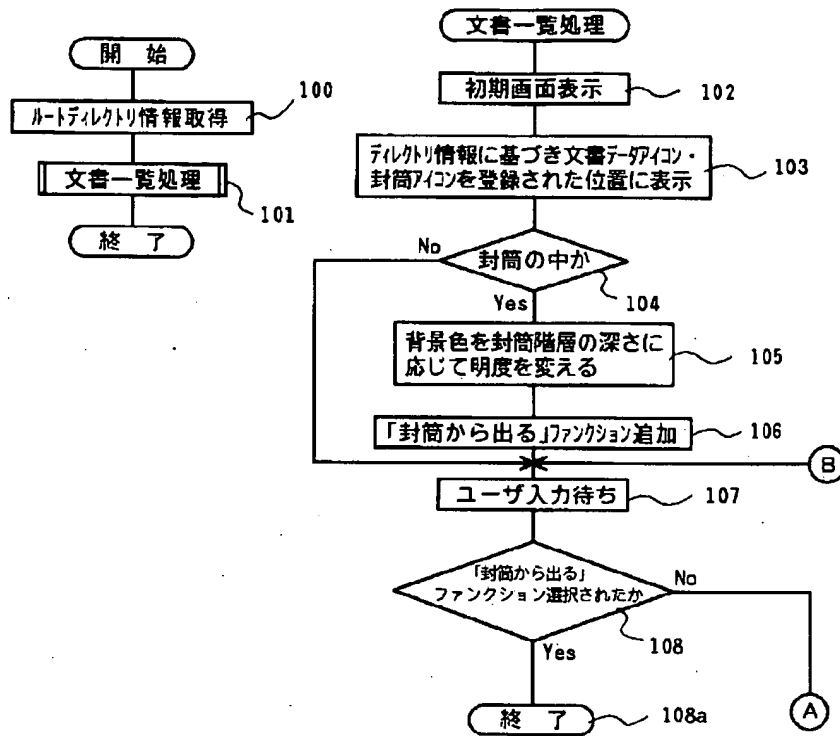 開 始
ルートディレクトリ情報取得
100
文書一覧処理
101
終 了
文書一覧処理
初期画面表示
102
ディレクトリ情報に基づき文書データアイコン・
封筒アイコンを登録された位置に表示
103
No
封筒の中か
104
Yes
背景色を封筒階層の深さに
応じて明度を変える
105
「封筒から出る」ファンクション追加
106
B
ユーザ入力待ち
107
「封筒から出る」
ファンクション選択されたか
No
108
Yes
終 了
108a
A